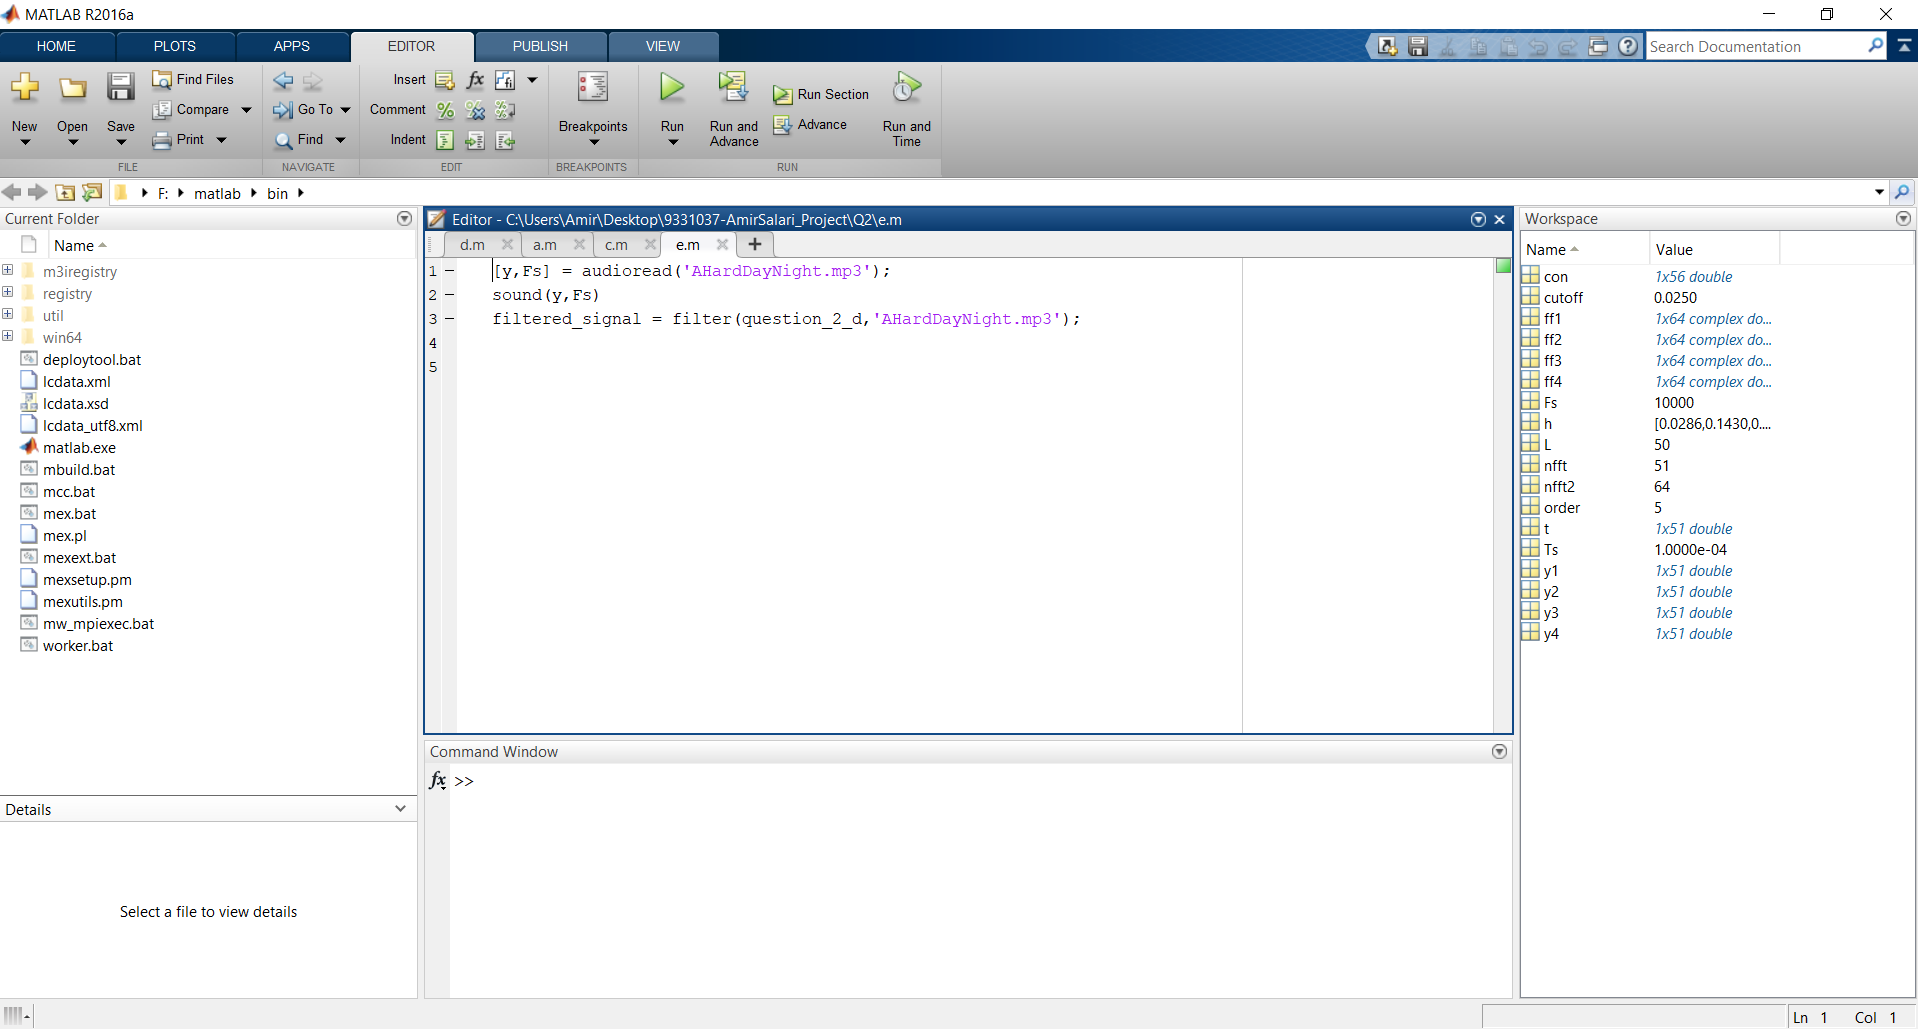 MATLAB R2016a
HOME PLOTS APPS EDITOR PUBLISH VIEW
Search Documentation
New
Open
Save
Find Files
Compare
Print
FILE
Go To
Find
NAVIGATE
Insert
Comment
Indent
EDIT
Breakpoints
BREAKPOINTS
Run
Run and
Advance
Run Section
Advance
Run and
Time
RUN
F: matlab bin
Current Folder
Name
m3iregistry
registry
util
win64
deploytool.bat
lcdata.xml
lcdata.xsd
lcdata_utf8.xml
matlab.exe
mbuild.bat
mcc.bat
mex.bat
mex.pl
mexext.bat
mexsetup.pm
mexutils.pm
mw_mpiexec.bat
worker.bat
Details
Select a file to view details
Editor - C:\Users\Amir\Desktop\9331037-AmirSalari_Project\Q2\e.m
d.m a.m c.m e.m
1 – [y,Fs] = audioread('AHardDayNight.mp3');
2 – sound(y,Fs)
3 – filtered_signal = filter(question_2_d,'AHardDayNight.mp3');
4
5
Command Window
fx >>
Workspace
Name Value
con 1x56 double
cutoff 0.0250
ff1 1x64 complex do...
ff2 1x64 complex do...
ff3 1x64 complex do...
ff4 1x64 complex do...
Fs 10000
h [0.0286,0.1430,0....
L 50
nfft 51
nfft2 64
order 5
t 1x51 double
Ts 1.0000e-04
y1 1x51 double
y2 1x51 double
y3 1x51 double
y4 1x51 double
Ln 1 Col 1